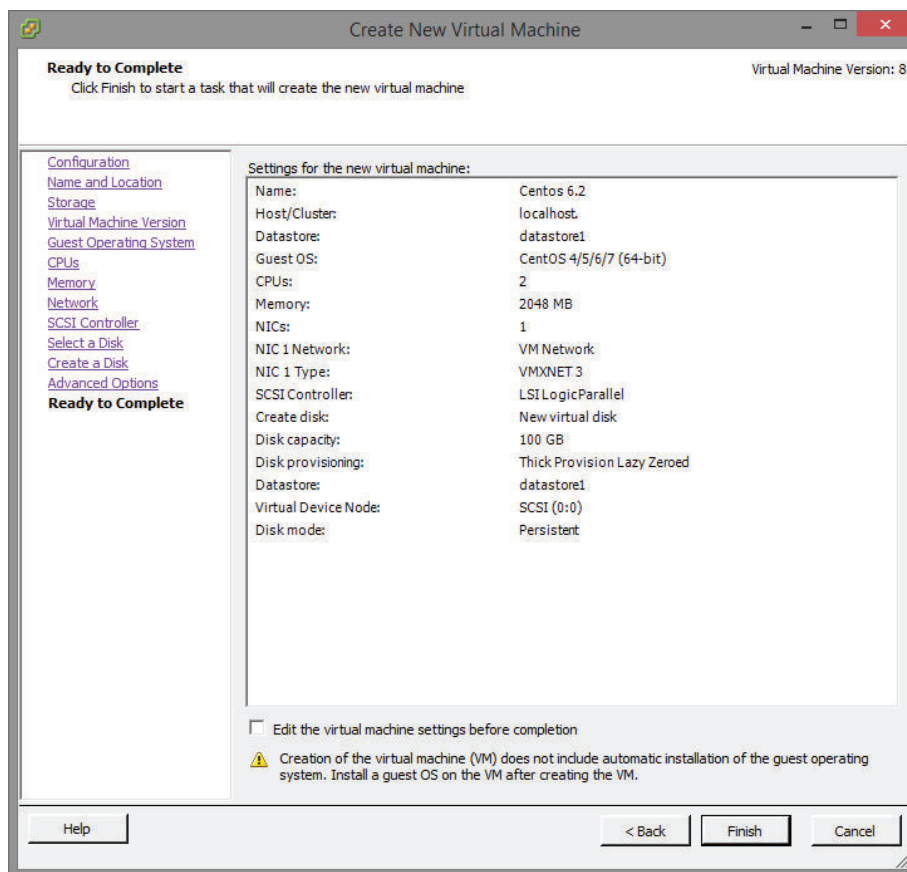 Create New Virtual Machine
Ready to Complete
Click Finish to start a task that will create the new virtual machine
Virtual Machine Version: 8
Configuration
Name and Location
Storage
Virtual Machine Version
Guest Operating System
CPUs
Memory
Network
SCSI Controller
Select a Disk
Create a Disk
Advanced Options
Ready to Complete
Settings for the new virtual machine:
Name: Centos 6.2
Host/Cluster: localhost.
Datastore: datastore1
Guest OS: CentOS 4/5/6/7 (64-bit)
CPUs: 2
Memory: 2048 MB
NICs: 1
NIC 1 Network: VM Network
NIC 1 Type: VMXNET 3
SCSI Controller: LSI Logic Parallel
Create disk: New virtual disk
Disk capacity: 100 GB
Disk provisioning: Thick Provision Lazy Zeroed
Datastore: datastore1
Virtual Device Node: SCSI (0:0)
Disk mode: Persistent
Edit the virtual machine settings before completion
Creation of the virtual machine (VM) does not include automatic installation of the guest operating
system. Install a guest OS on the VM after creating the VM.
Help
< Back
Finish
Cancel